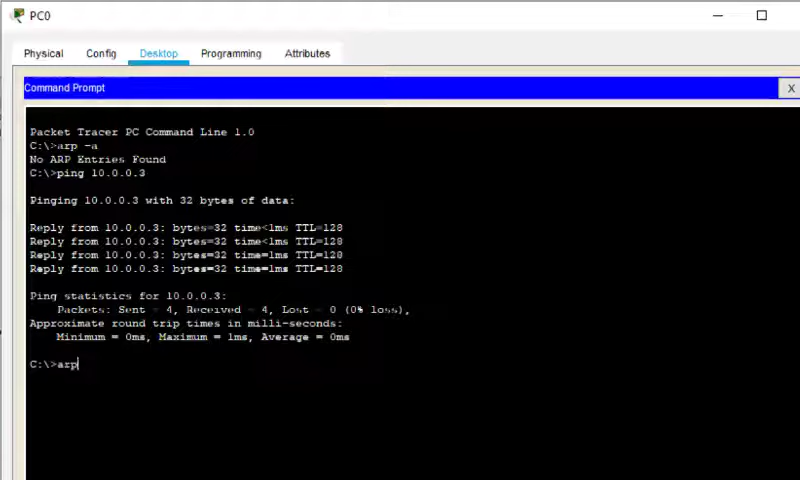 PC0
Physical Config Desktop Programming Attributes
Command Prompt X
Packet Tracer PC Command Line 1.0
C:\>arp -a
No ARP Entries Found
C:\>ping 10.0.0.3
Pinging 10.0.0.3 with 32 bytes of data:
Reply from 10.0.0.3: bytes=32 time<1ms TTL=128
Reply from 10.0.0.3: bytes=32 time<1ms TTL=128
Reply from 10.0.0.3: bytes=32 time=1ms TTL=128
Reply from 10.0.0.3: bytes=32 time=1ms TTL=128
Ping statistics for 10.0.0.3:
Packets: Sent = 4, Received = 4, Lost = 0 (0% loss),
Approximate round trip times in milli-seconds:
Minimum = 0ms, Maximum = 1ms, Average = 0ms
C:\>arp